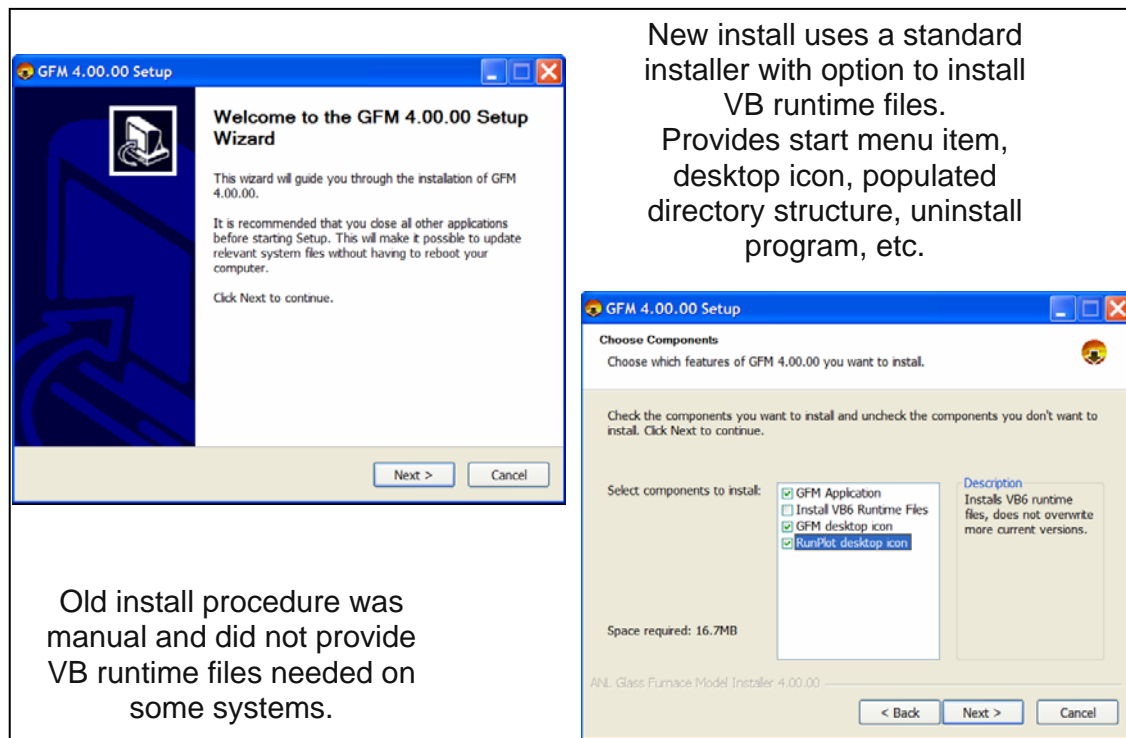 New install uses a standard
installer with option to install
VB runtime files.
Provides start menu item,
desktop icon, populated
directory structure, uninstall
program, etc.
GFM 4.00.00 Setup
Welcome to the GFM 4.00.00 Setup
Wizard
This wizard will guide you through the installation of GFM
4.00.00.
It is recommended that you close all other applications
before starting Setup. This will make it possible to update
relevant system files without having to reboot your
computer.
Click Next to continue.
Next >
Cancel
GFM 4.00.00 Setup
Choose Components
Choose which features of GFM 4.00.00 you want to install.
Check the components you want to install and uncheck the components you don't want to
install. Click Next to continue.
Select components to install:
GFM Application
Install VB6 Runtime Files
GFM desktop icon
RunPlot desktop icon
Description
Installs VB6 runtime
files, does not overwrite
more current versions.
Space required: 16.7MB
ANL Glass Furnace Model Installer 4.00.00
< Back
Next >
Cancel
Old install procedure was
manual and did not provide
VB runtime files needed on
some systems.